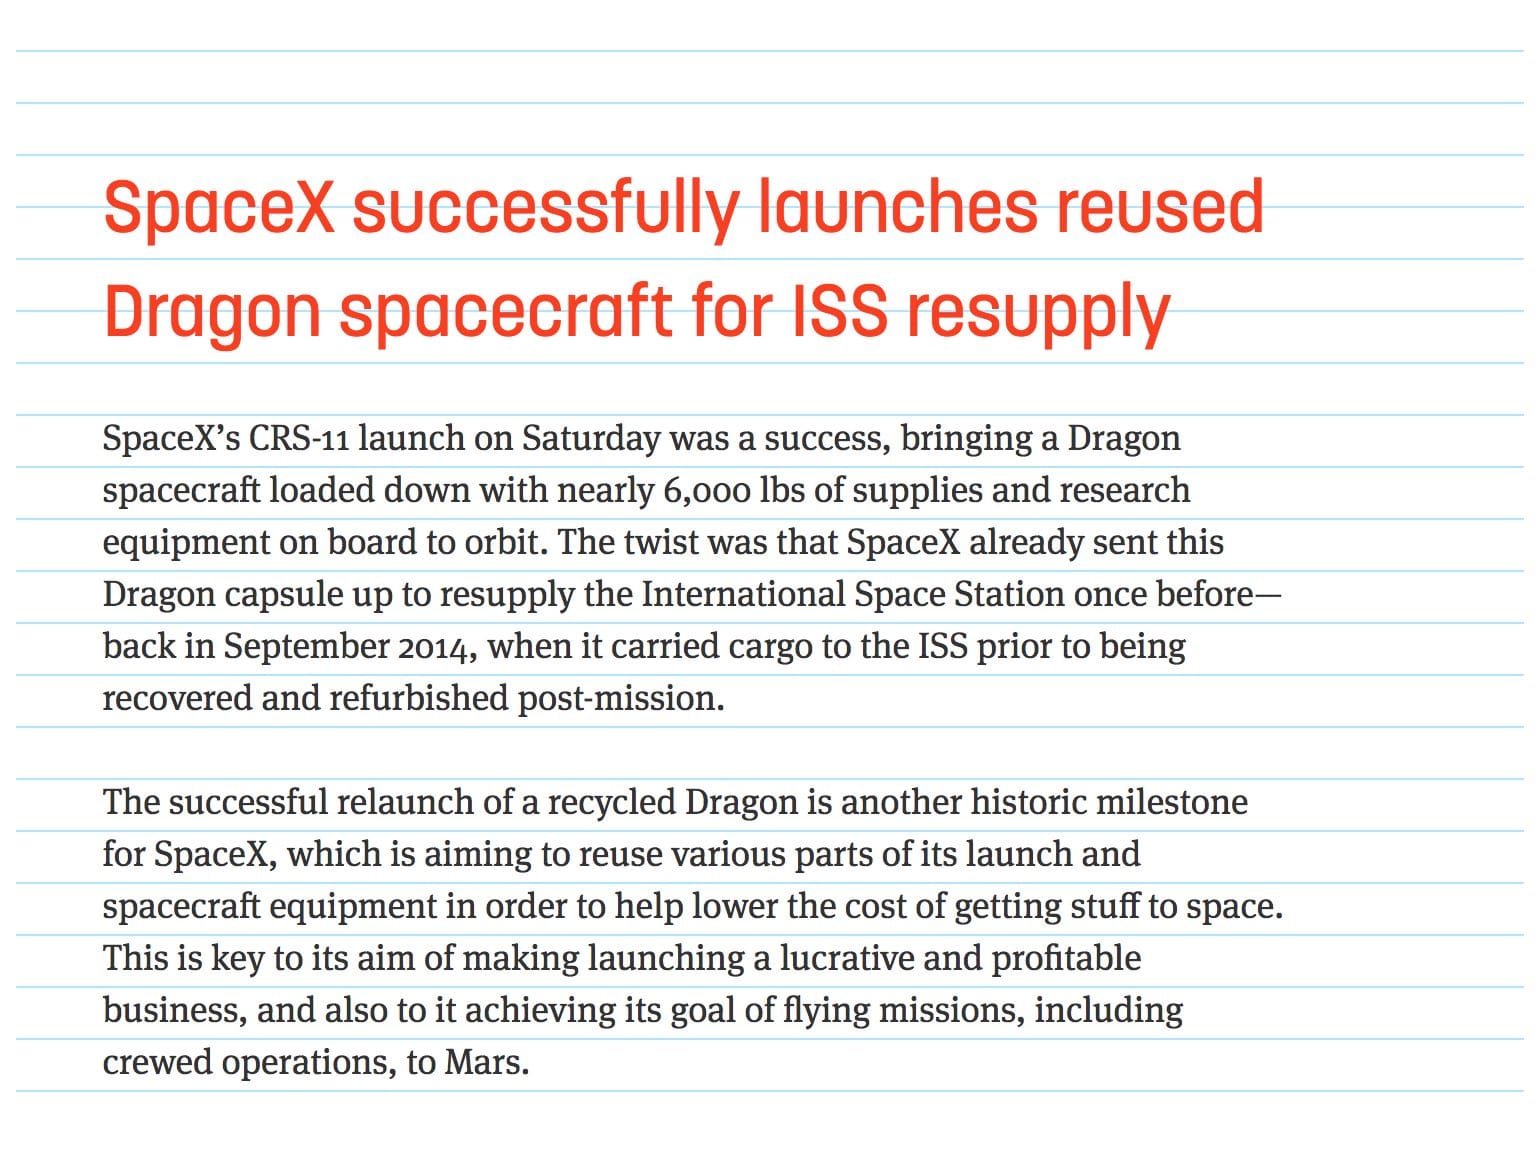 SpaceX successfully launches reused
Dragon spacecraft for ISS resupply
SpaceX’s CRS-11 launch on Saturday was a success, bringing a Dragon
spacecraft loaded down with nearly 6,000 lbs of supplies and research
equipment on board to orbit. The twist was that SpaceX already sent this
Dragon capsule up to resupply the International Space Station once before—
back in September 2014, when it carried cargo to the ISS prior to being
recovered and refurbished post-mission.
The successful relaunch of a recycled Dragon is another historic milestone
for SpaceX, which is aiming to reuse various parts of its launch and
spacecraft equipment in order to help lower the cost of getting stuff to space.
This is key to its aim of making launching a lucrative and profitable
business, and also to it achieving its goal of flying missions, including
crewed operations, to Mars.